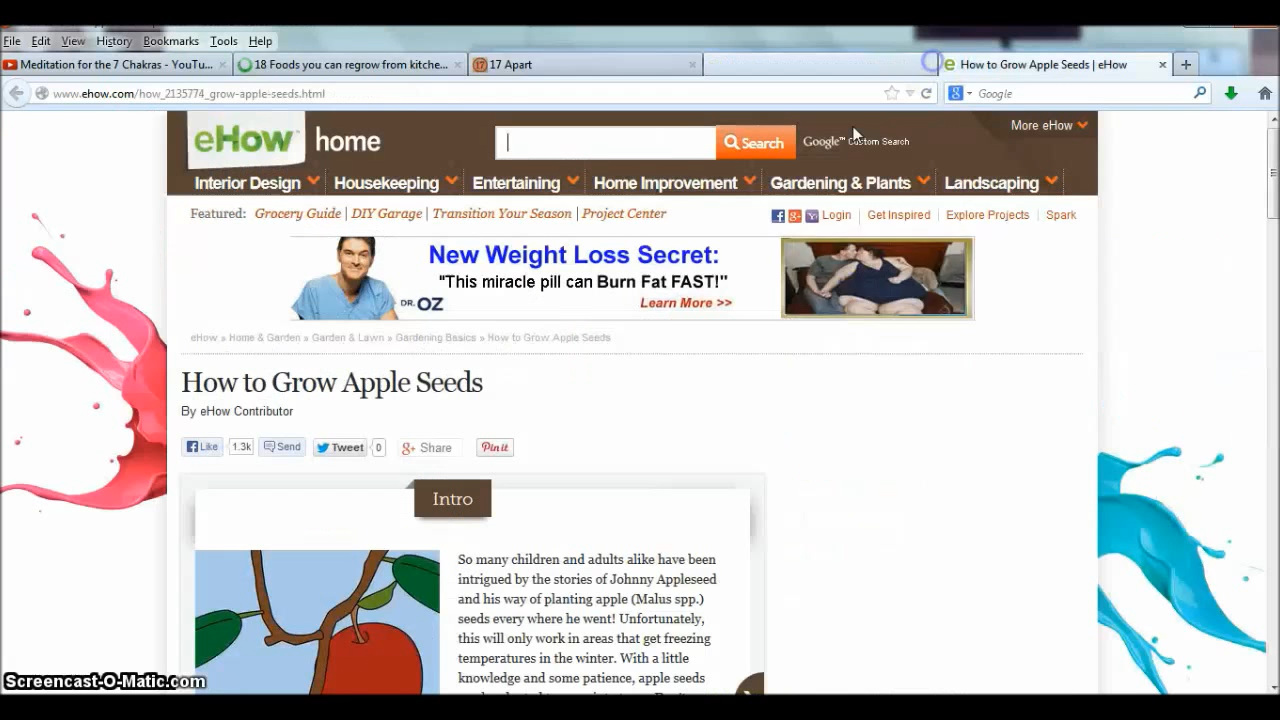 File Edit View History Bookmarks Tools Help
Meditation for the 7 Chakras - YouTu... × 18 Foods you can regrow from kitche... × 17 Apart × How to Grow Apple Seeds | eHow ×
www.ehow.com/how_2135774_grow-apple-seeds.html Google
eHow™ home Search Google™ Custom Search More eHow
Interior Design Housekeeping Entertaining Home Improvement Gardening & Plants Landscaping
Featured: Grocery Guide | DIY Garage | Transition Your Season | Project Center Login Get Inspired Explore Projects Spark
New Weight Loss Secret:
"This miracle pill can Burn Fat FAST!"
DR. OZ Learn More >>
eHow » Home & Garden » Garden & Lawn » Gardening Basics » How to Grow Apple Seeds
How to Grow Apple Seeds
By eHow Contributor
Like 1.3k Send Tweet 0 Share Pin it
Intro
So many children and adults alike have been
intrigued by the stories of Johnny Appleseed
and his way of planting apple (Malus spp.)
seeds every where he went! Unfortunately,
this will only work in areas that get freezing
temperatures in the winter. With a little
knowledge and some patience, apple seeds
Screencast-O-Matic.com